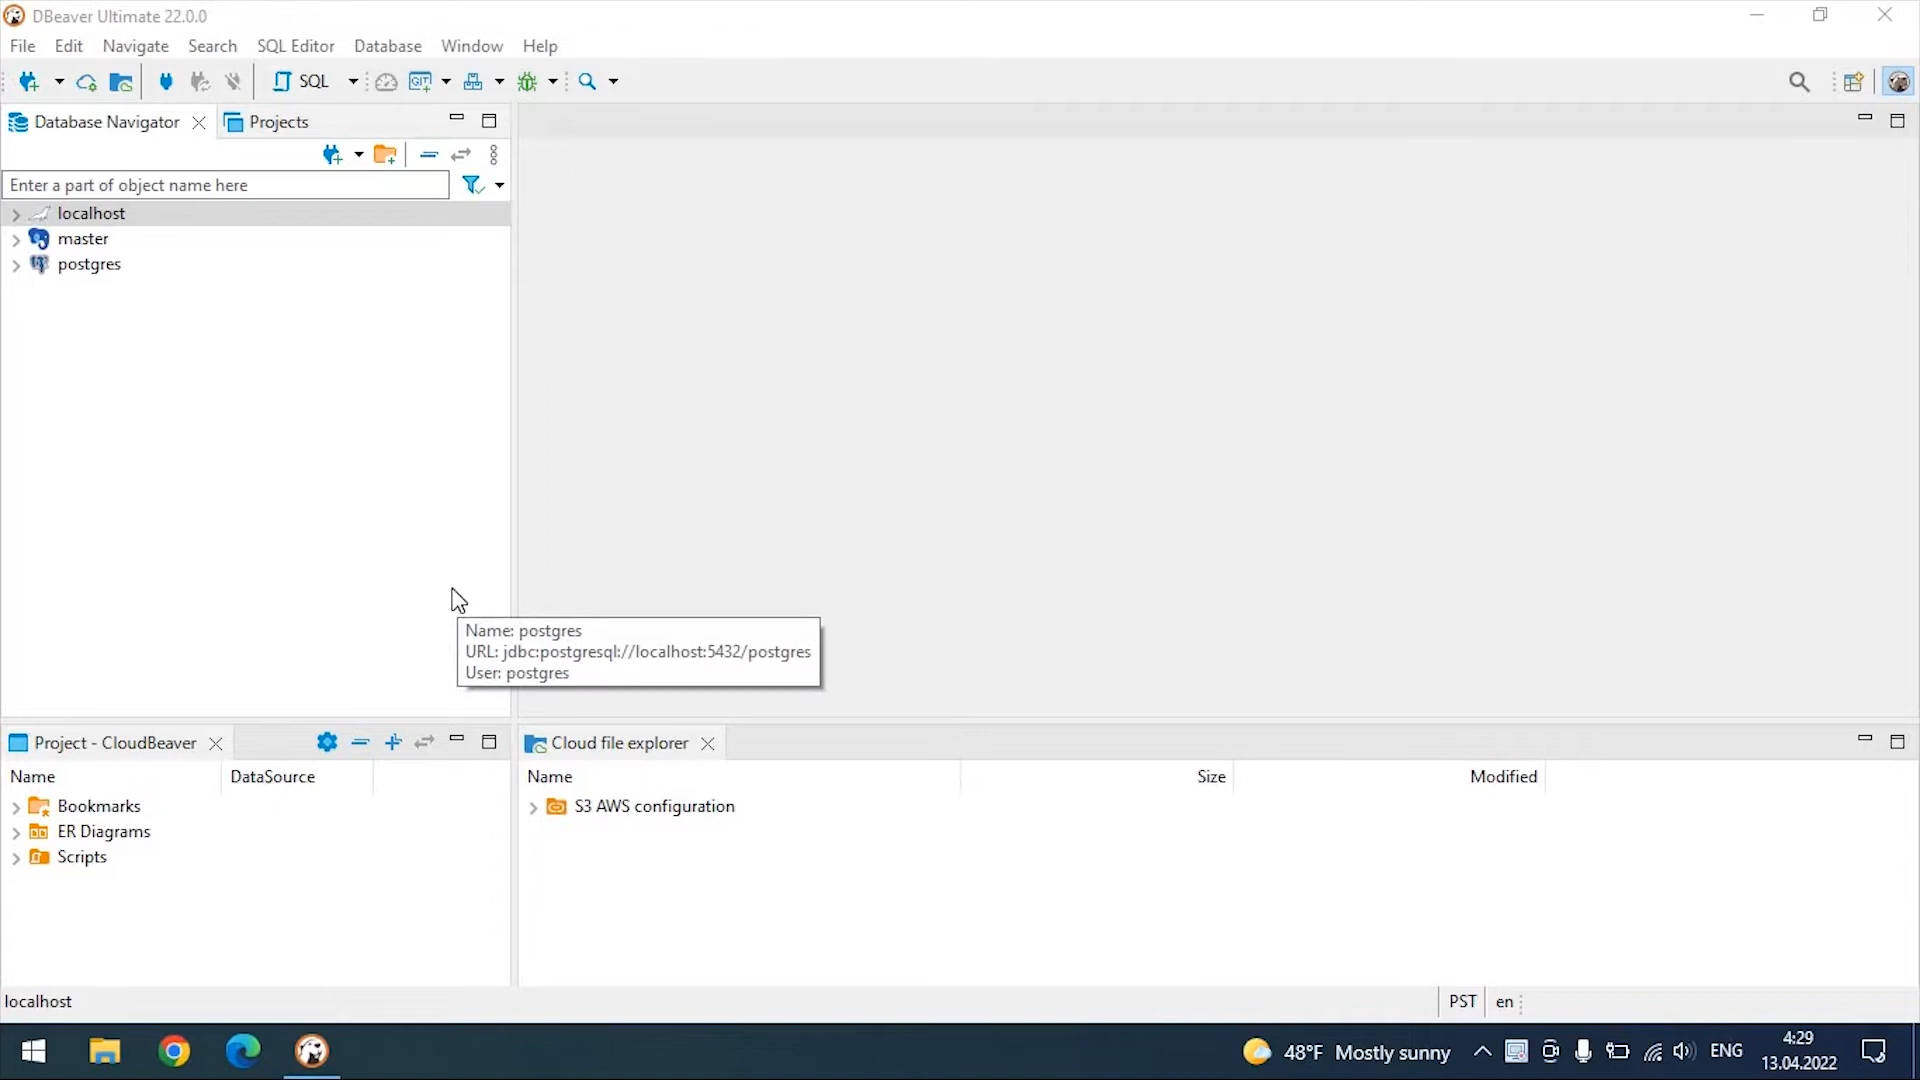 DBeaver Ultimate 22.0.0
File Edit Navigate Search SQL Editor Database Window Help
SQL GIT
Database Navigator Projects
Enter a part of object name here
localhost
master
postgres
Name: postgres
URL: jdbc:postgresql://localhost:5432/postgres
User: postgres
Project - CloudBeaver
Name DataSource
Bookmarks
ER Diagrams
Scripts
Cloud file explorer
Name Size Modified
S3 AWS configuration
localhost PST en
48°F Mostly sunny ENG 4:29
13.04.2022